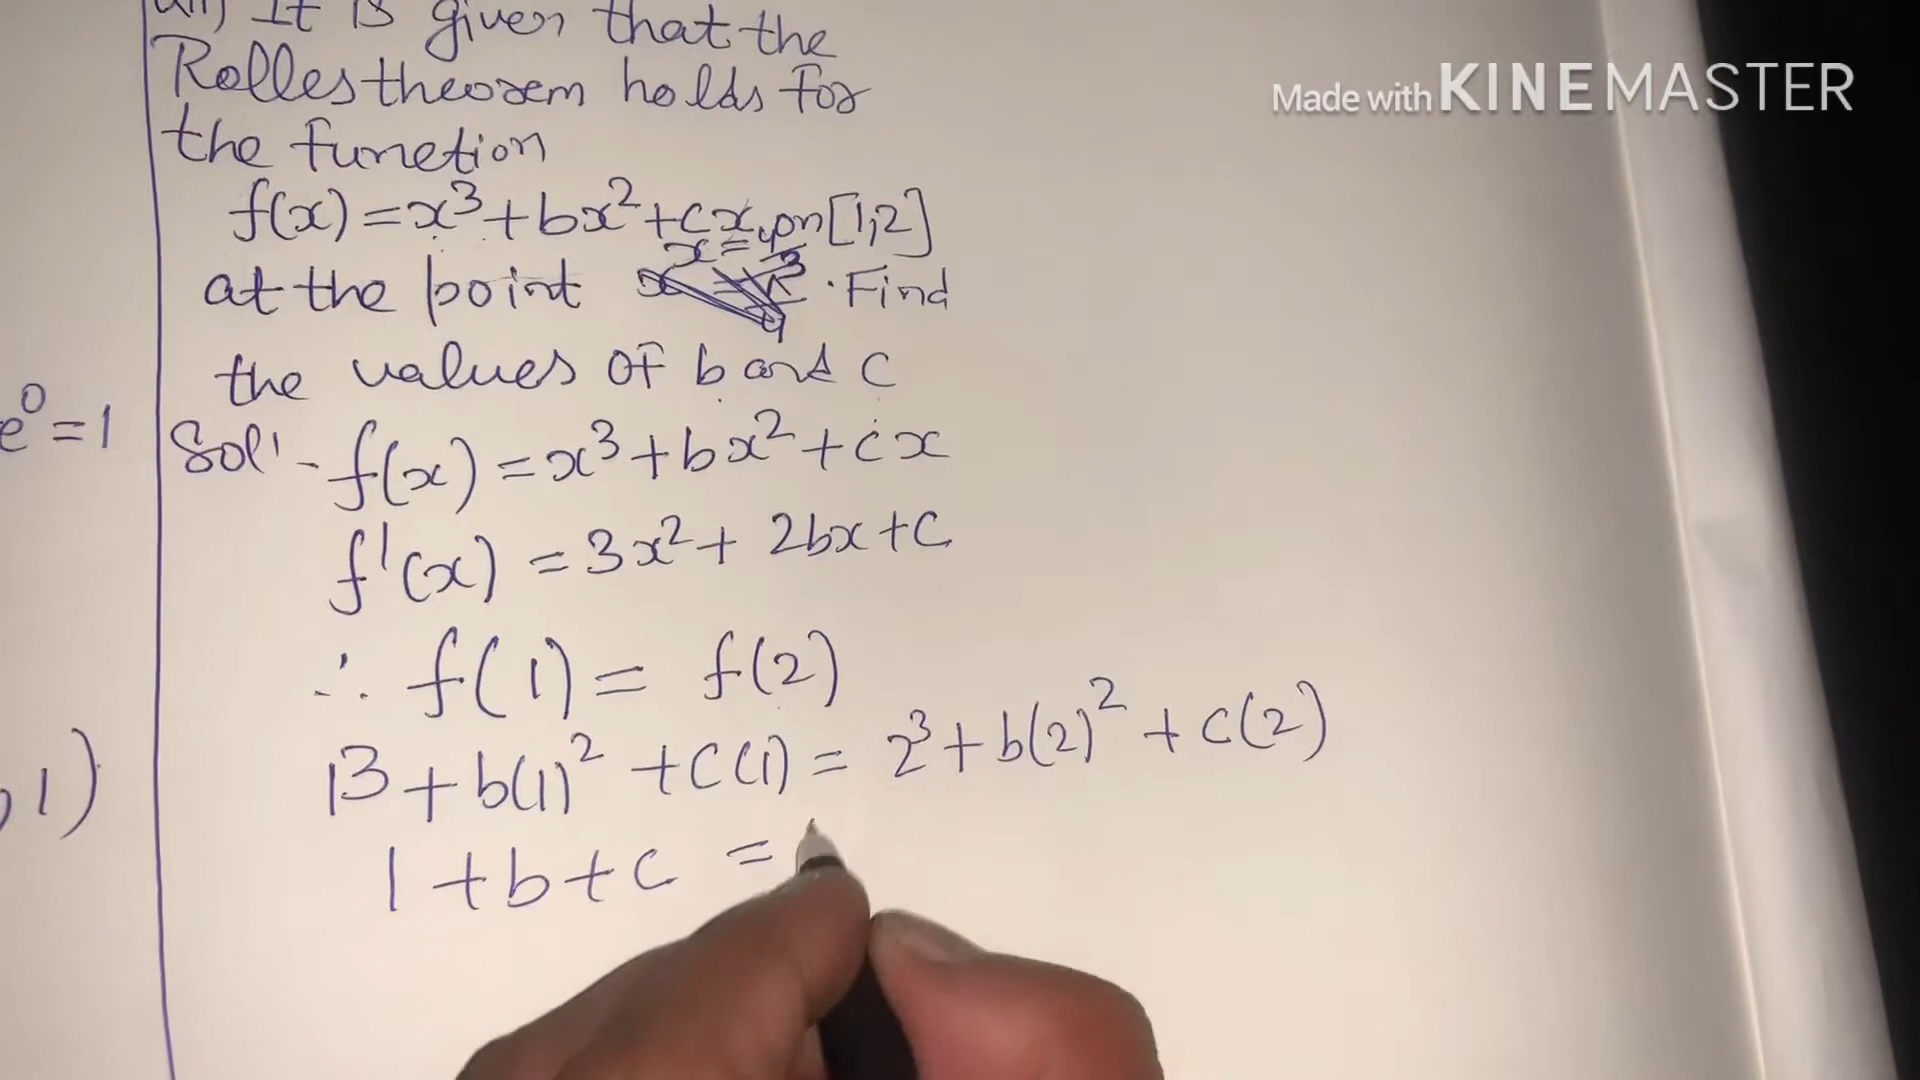 It is given that the
Made with KINEMASTER
Rolles theorem holds for
the function
f(x) = x³ + bx² + cx, on [1,2]
x = 4/3
at the point . Find
the values of b and c
e⁰ = 1
Sol' - f(x) = x³ + bx² + cx
f'(x) = 3x² + 2bx + c
∴ f(1) = f(2)
1³ + b(1)² + c(1) = 2³ + b(2)² + c(2)
, 1)
1 + b + c =